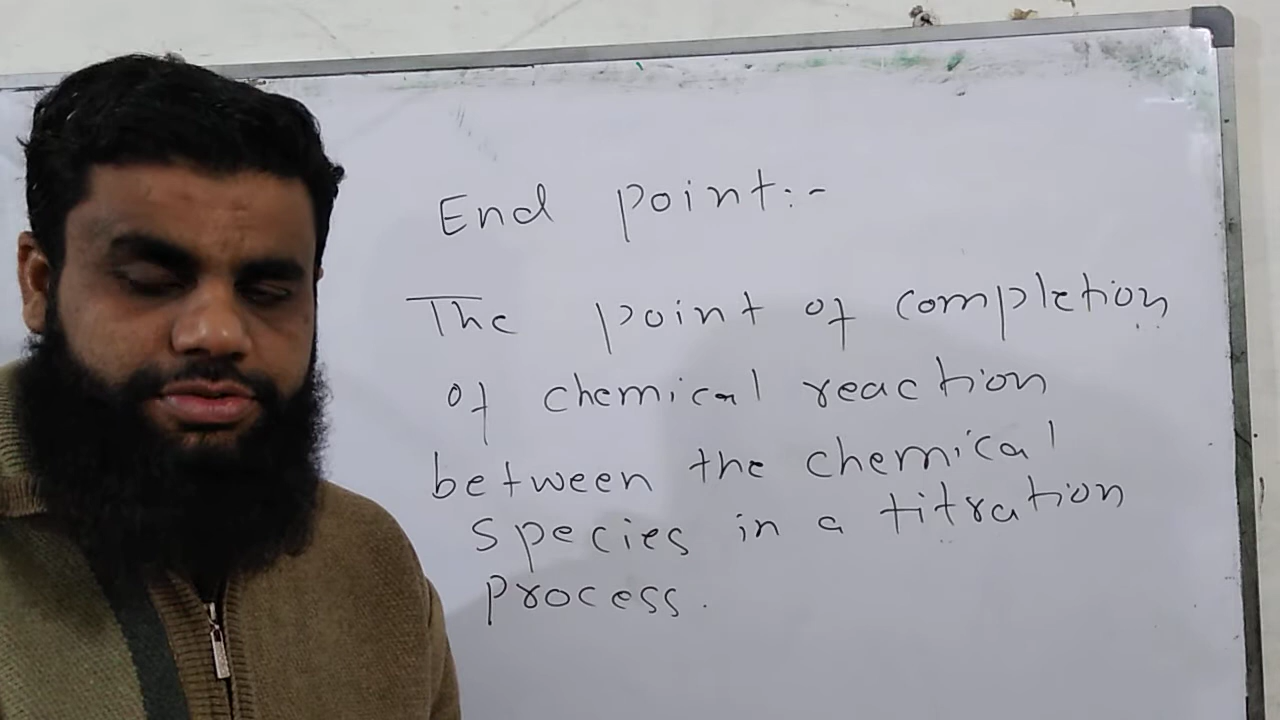 End point:-
The point of completion
of chemical reaction
between the chemical
species in a titration
process.